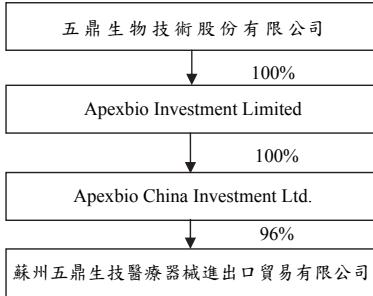 五鼎生物技術股份有限公司
100%
Apexbio Investment Limited
100%
Apexbio China Investment Ltd.
96%
蘇州五鼎生技醫療器械進出口貿易有限公司